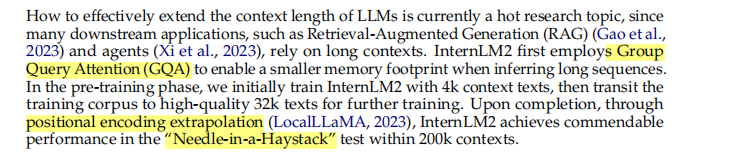 How to effectively extend the context length of LLMs is currently a hot research topic, since
many downstream applications, such as Retrieval-Augmented Generation (RAG) (Gao et al.,
2023) and agents (Xi et al., 2023), rely on long contexts. InternLM2 first employs Group
Query Attention (GQA) to enable a smaller memory footprint when inferring long sequences.
In the pre-training phase, we initially train InternLM2 with 4k context texts, then transit the
training corpus to high-quality 32k texts for further training. Upon completion, through
positional encoding extrapolation (LocalLLaMA, 2023), InternLM2 achieves commendable
performance in the “Needle-in-a-Haystack” test within 200k contexts.